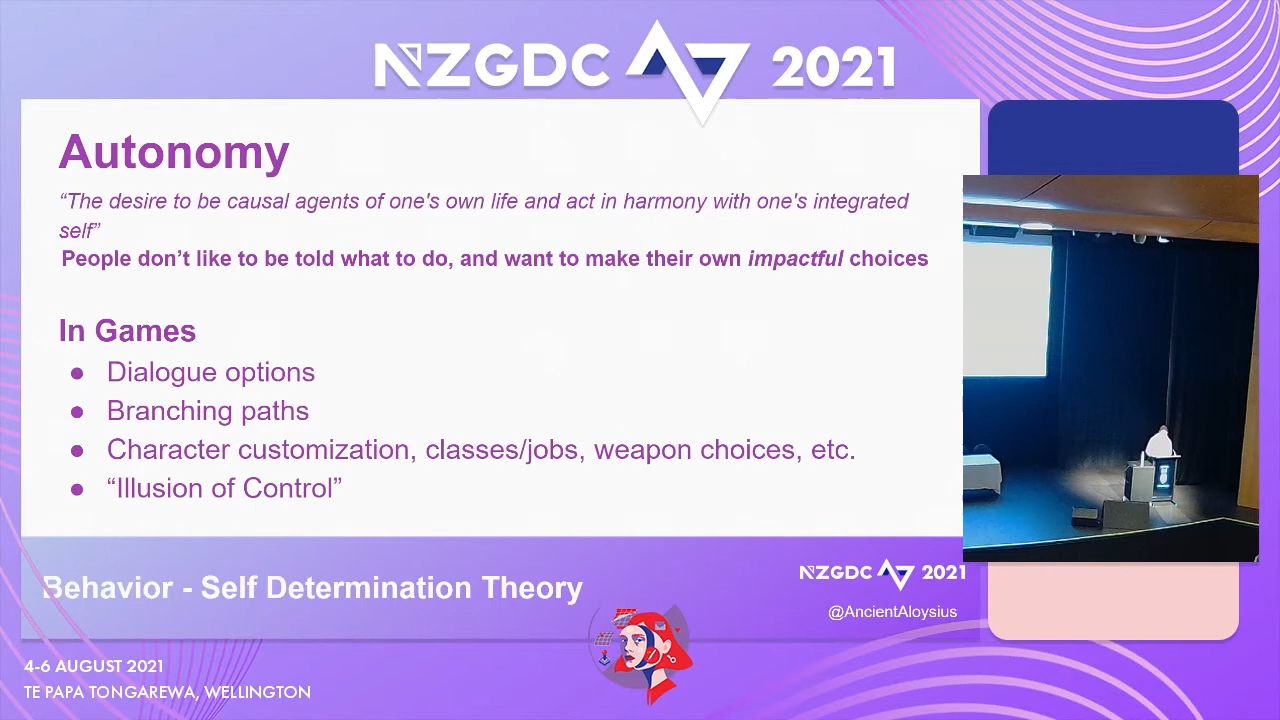 NZGDC 2021
Autonomy
“The desire to be causal agents of one's own life and act in harmony with one's integrated
self”
People don’t like to be told what to do, and want to make their own impactful choices
In Games
● Dialogue options
● Branching paths
● Character customization, classes/jobs, weapon choices, etc.
● “Illusion of Control”
Behavior - Self Determination Theory
NZGDC 2021
@AncientAloysius
4-6 AUGUST 2021
TE PAPA TONGAREWA, WELLINGTON